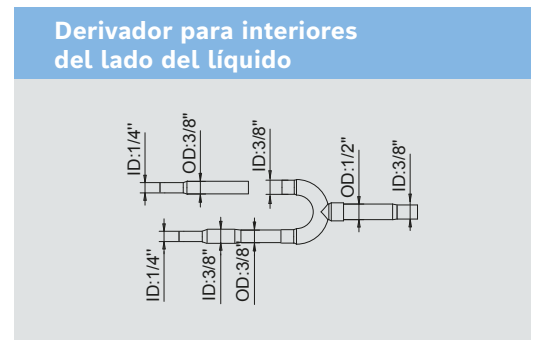 Derivador para interiores
del lado del líquido
ID:1/4"
OD:3/8"
ID:3/8"
OD:1/2"
ID:3/8"
ID:1/4"
ID:3/8"
OD:3/8"